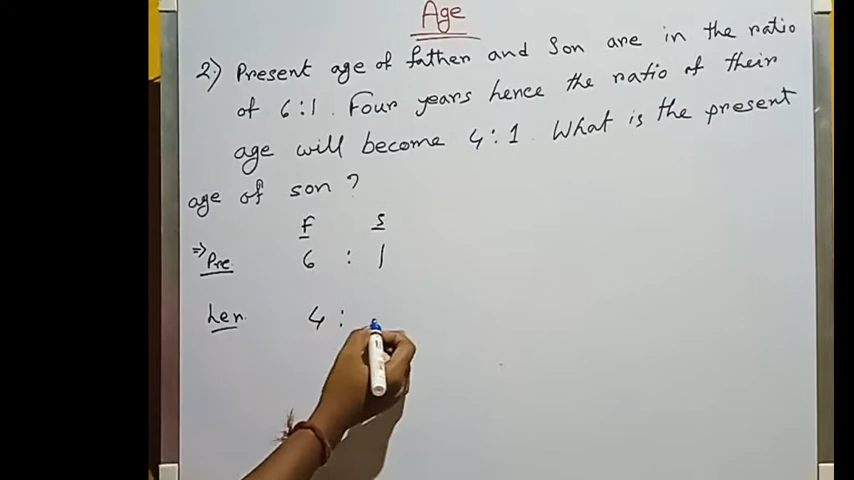 Age
2.) Present age of father and Son are in the ratio
of 6:1. Four years hence the ratio of their
age will become 4:1. What is the present
age of son?
f s
⇒ Pre. 6 : 1
hen. 4 :